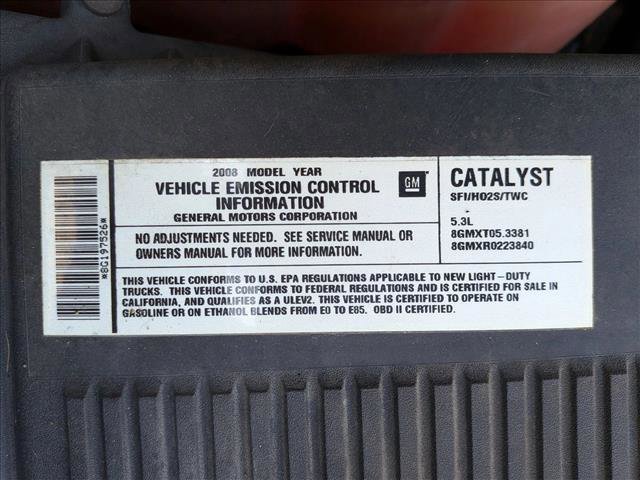 *8G197526*
2008 MODEL YEAR
VEHICLE EMISSION CONTROL
INFORMATION
GENERAL MOTORS CORPORATION
GM
NO ADJUSTMENTS NEEDED. SEE SERVICE MANUAL OR
OWNERS MANUAL FOR MORE INFORMATION.
CATALYST
SFI/HO2S/TWC
5.3L
8GMXT05.3381
8GMXR0223840
THIS VEHICLE CONFORMS TO U.S. EPA REGULATIONS APPLICABLE TO NEW LIGHT-DUTY
TRUCKS. THIS VEHICLE CONFORMS TO FEDERAL REGULATIONS AND IS CERTIFIED FOR SALE IN
CALIFORNIA, AND QUALIFIES AS A ULEV2. THIS VEHICLE IS CERTIFIED TO OPERATE ON
GASOLINE OR ON ETHANOL BLENDS FROM E0 TO E85. OBD II CERTIFIED.